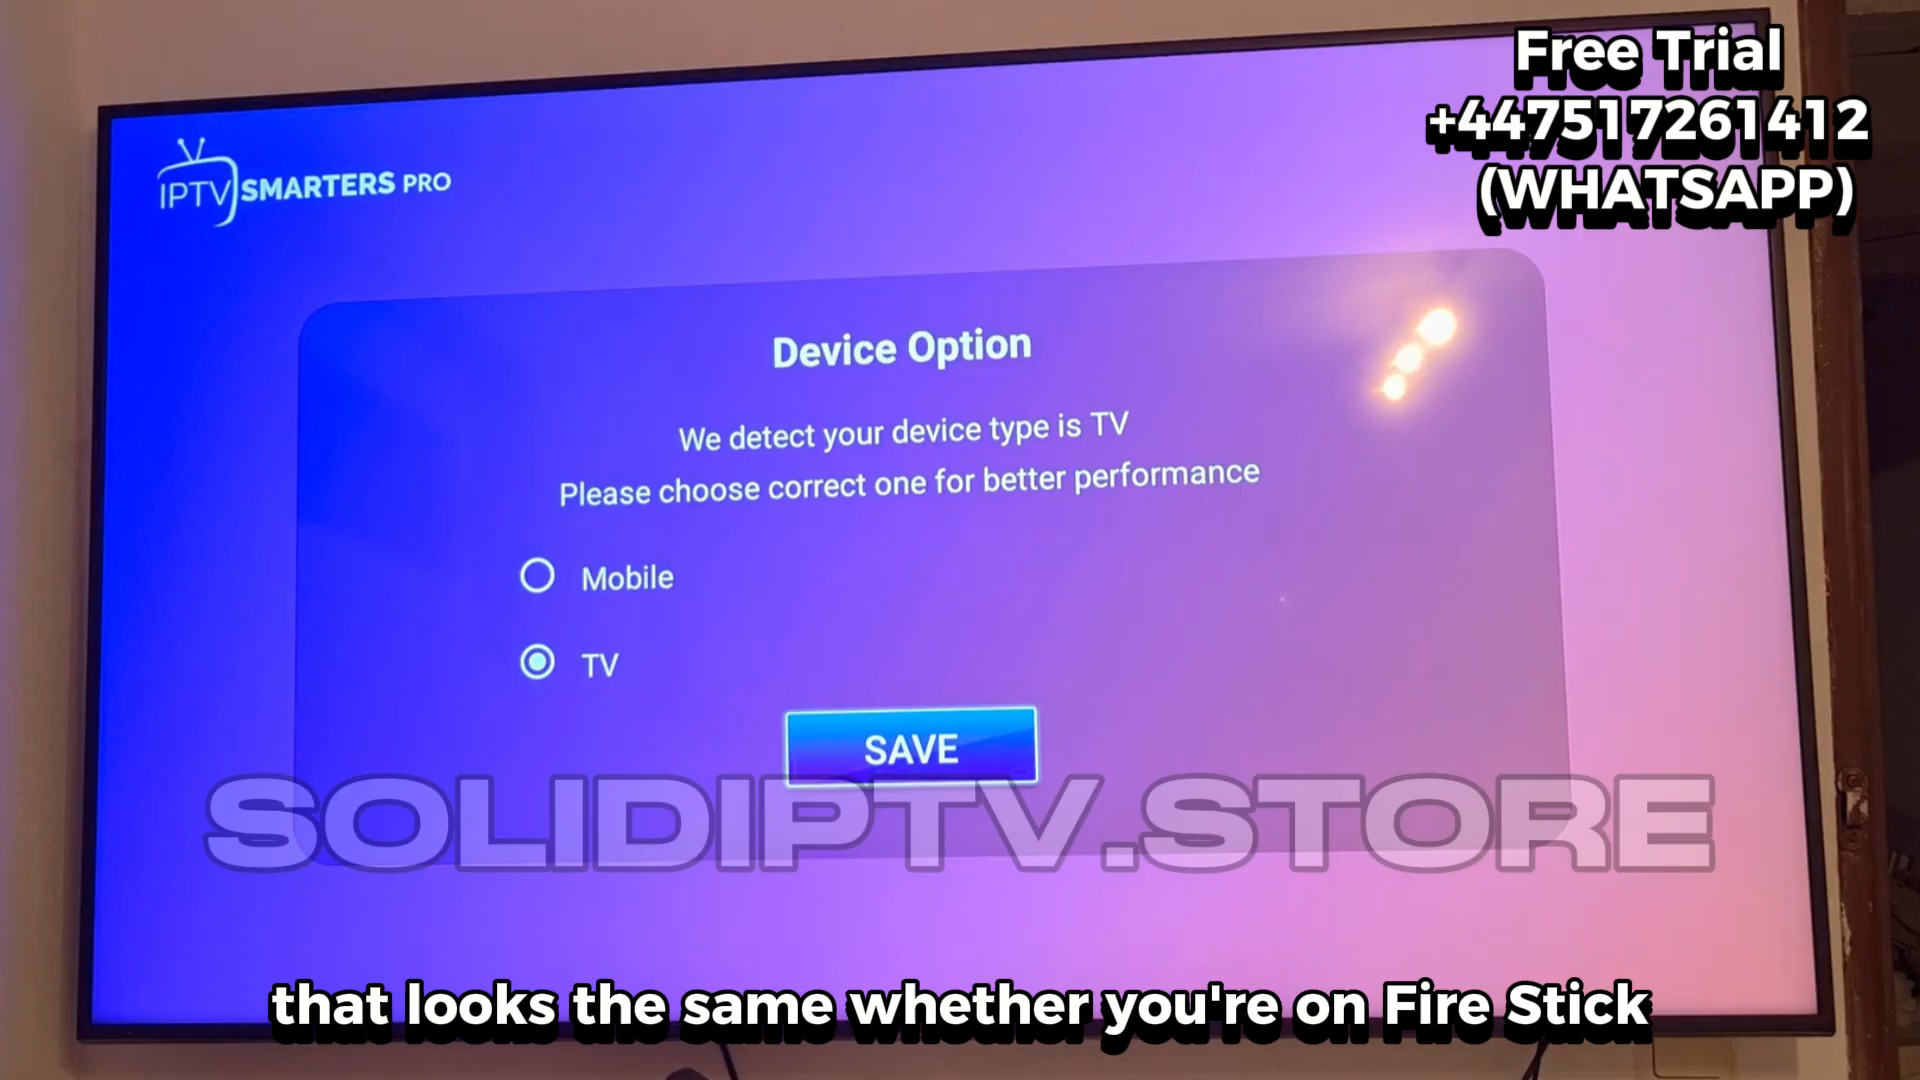 Free Trial
+447517261412
(WHATSAPP)
IPTV SMARTERS PRO
Device Option
We detect your device type is TV
Please choose correct one for better performance
Mobile
TV
SAVE
SOLIDIPTV.STORE
that looks the same whether you're on Fire Stick